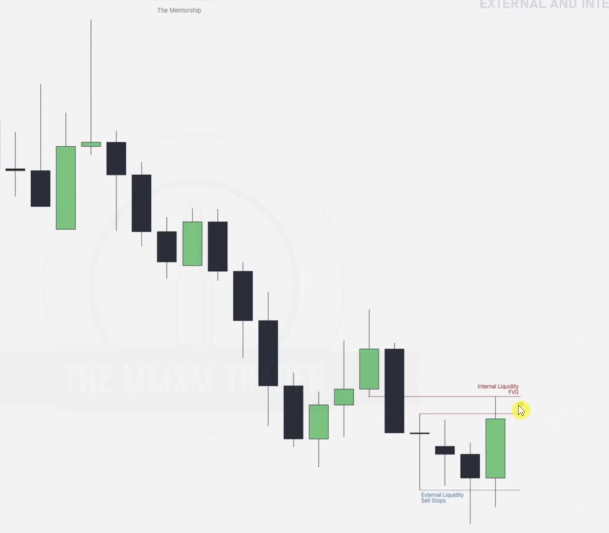 The Mentorship
EXTERNAL AND INTE
THE MMXM TRADER
Internal Liquidity
FVG
External Liquidity
Sell Stops